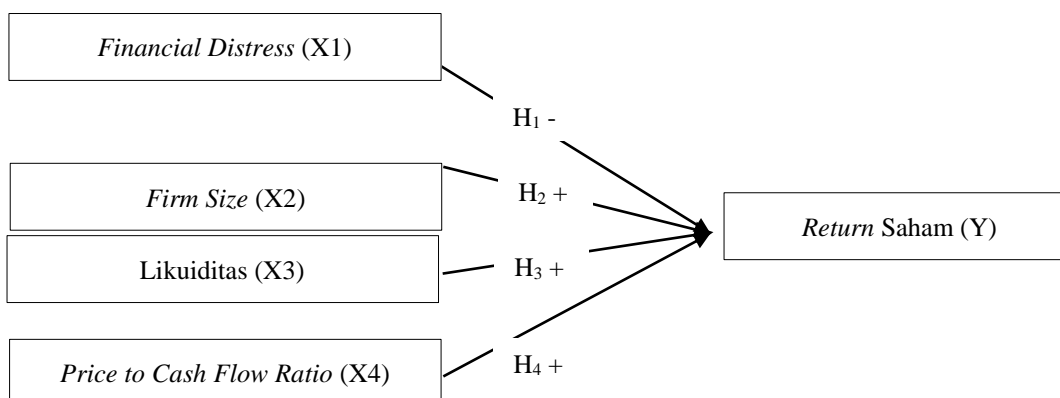 Financial Distress (X1)
H1 -
Firm Size (X2)
H2 +
Return Saham (Y)
Likuiditas (X3)
H3 +
Price to Cash Flow Ratio (X4)
H4 +